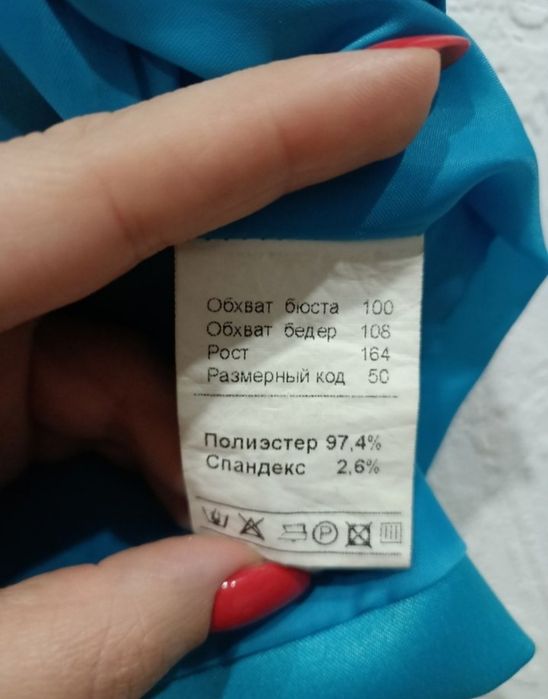 Обхват бюста 100
Обхват бедер 108
Рост 164
Размерный код 50
Полиэстер 97,4%
Спандекс 2,6%
P